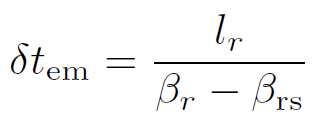 δt_em = l_r / (β_r − β_rs)